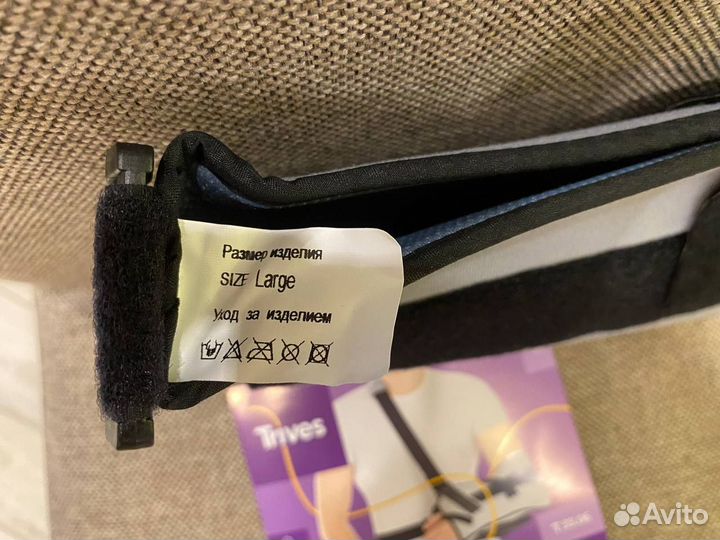 Размер изделия
SIZE Large
Уход за изделием
Trives
Avito